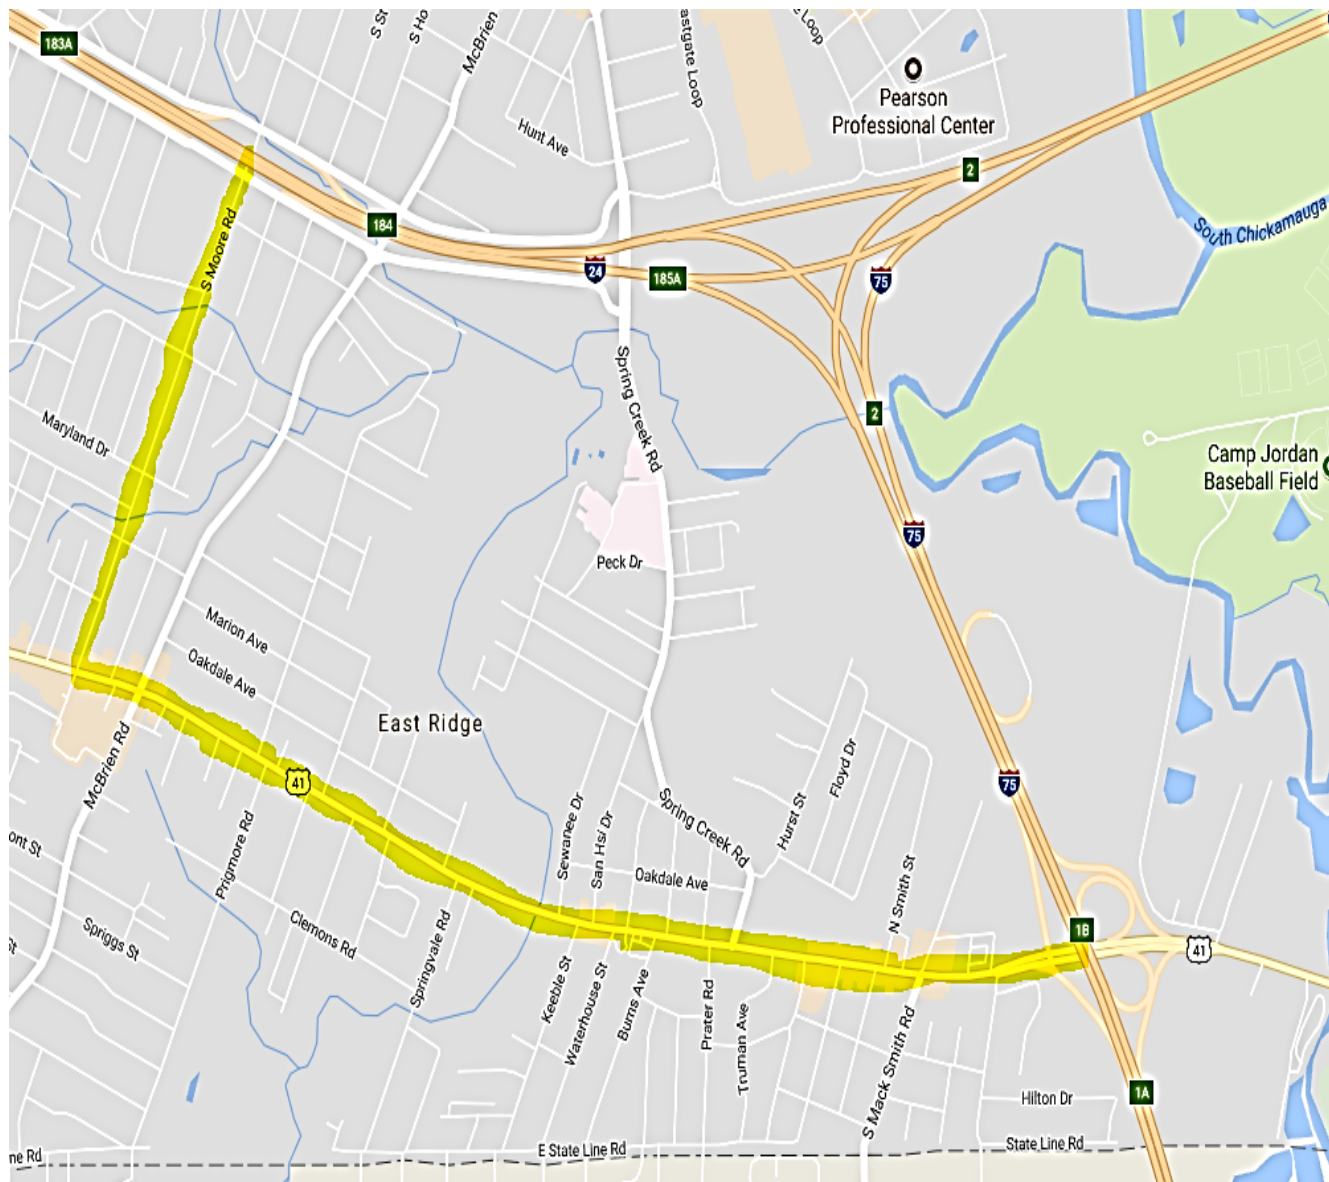 183A
S St
S Ho
McBrien
astgate Loop
Loop
Pearson
Professional Center
Hunt Ave
2
184
S Moore Rd
South Chickamauga
24
185A
75
Spring Creek Rd
2
Maryland Dr
Camp Jordan
Baseball Field
75
Peck Dr
Marion Ave
Oakdale Ave
East Ridge
McBrien Rd
41
75
Floyd Dr
Hurst St
Spring Creek Rd
Sewanee Dr
San Hsi Dr
ont St
Prigmore Rd
Oakdale Ave
N Smith St
Spriggs St
Clemons Rd
Springvale Rd
1B
41
St
Keeble St
Waterhouse St
Burns Ave
Prater Rd
Truman Ave
S Mack Smith Rd
1A
Hilton Dr
ne Rd
E State Line Rd
State Line Rd